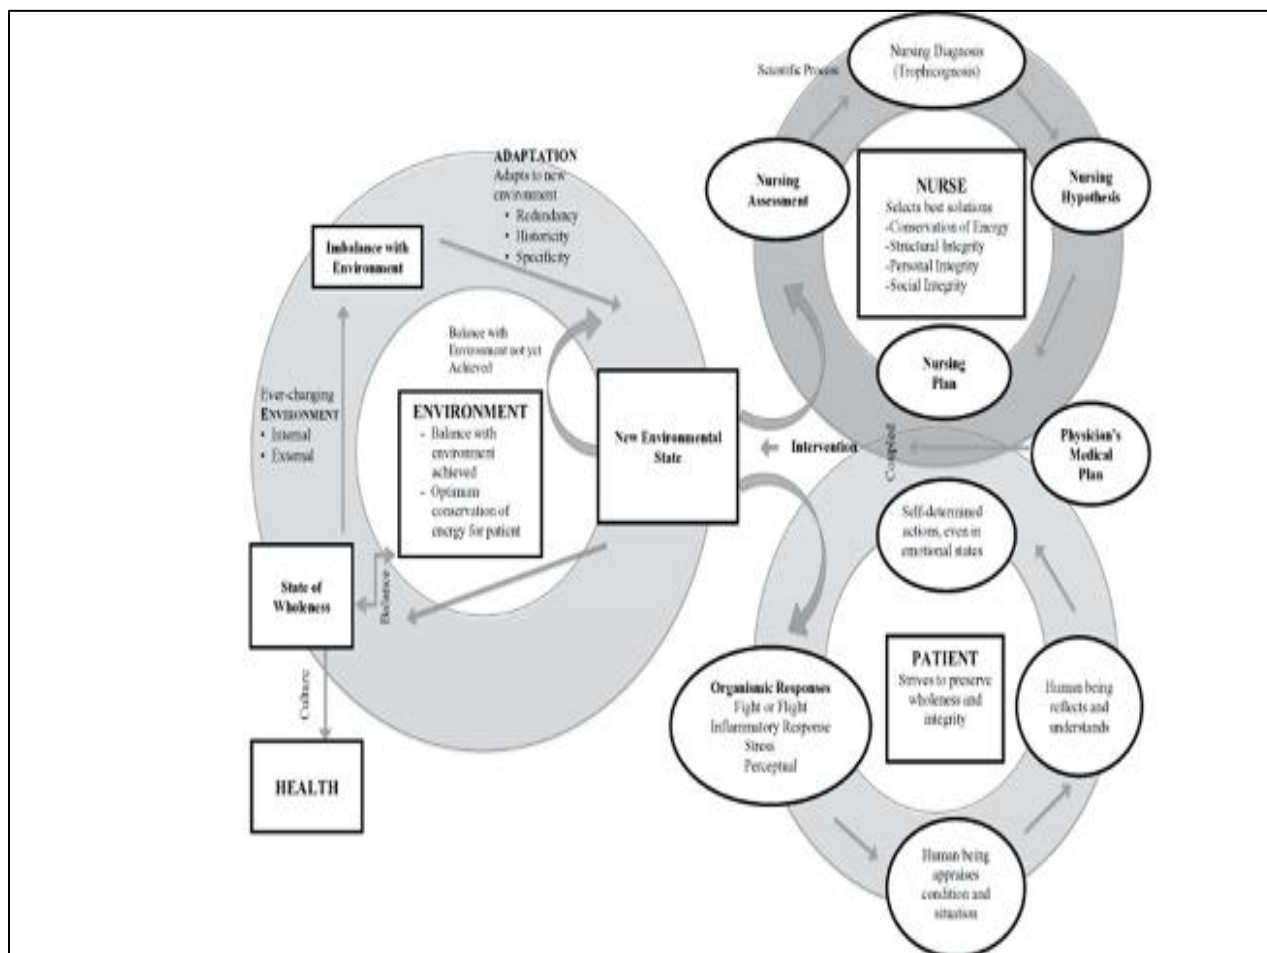 Nursing Diagnosis
(Trophicognosis)
Scientific Process
Nursing
Assessment
NURSE
Selects best solutions
-Conservation of Energy
-Structural Integrity
-Personal Integrity
-Social Integrity
Nursing
Hypothesis
Nursing
Plan
ADAPTATION
Adapts to new
environment
• Redundancy
• Historicity
• Specificity
Imbalance with
Environment
Balance with
Environment not yet
Achieved
Ever-changing
ENVIRONMENT
• Internal
• External
ENVIRONMENT
- Balance with
environment
achieved
- Optimum
conservation of
energy for patient
New Environmental
State
Intervention
Coupled
Physician's
Medical
Plan
Self-determined
actions, even in
emotional states
State of
Wholeness
Balance
Culture
HEALTH
Organismic Responses
Fight or Flight
Inflammatory Response
Stress
Perceptual
PATIENT
Strives to preserve
wholeness and
integrity
Human being
reflects and
understands
Human being
appraises
condition and
situation